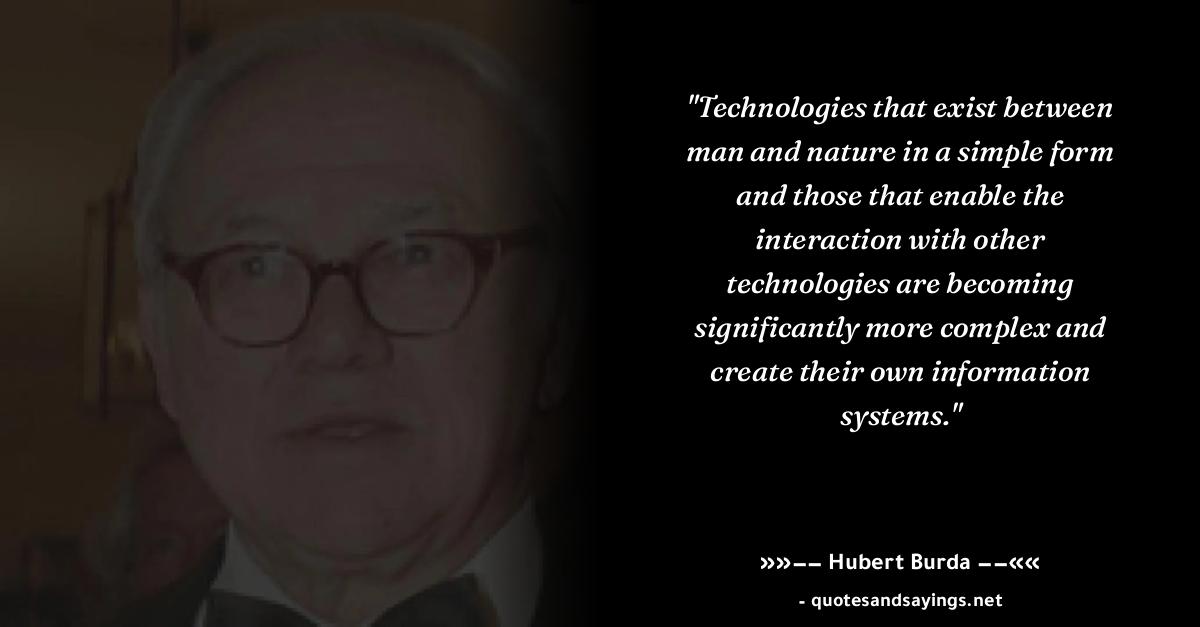 "Technologies that exist between
man and nature in a simple form
and those that enable the
interaction with other
technologies are becoming
significantly more complex and
create their own information
systems."
»»–– Hubert Burda ––««
- quotesandsayings.net